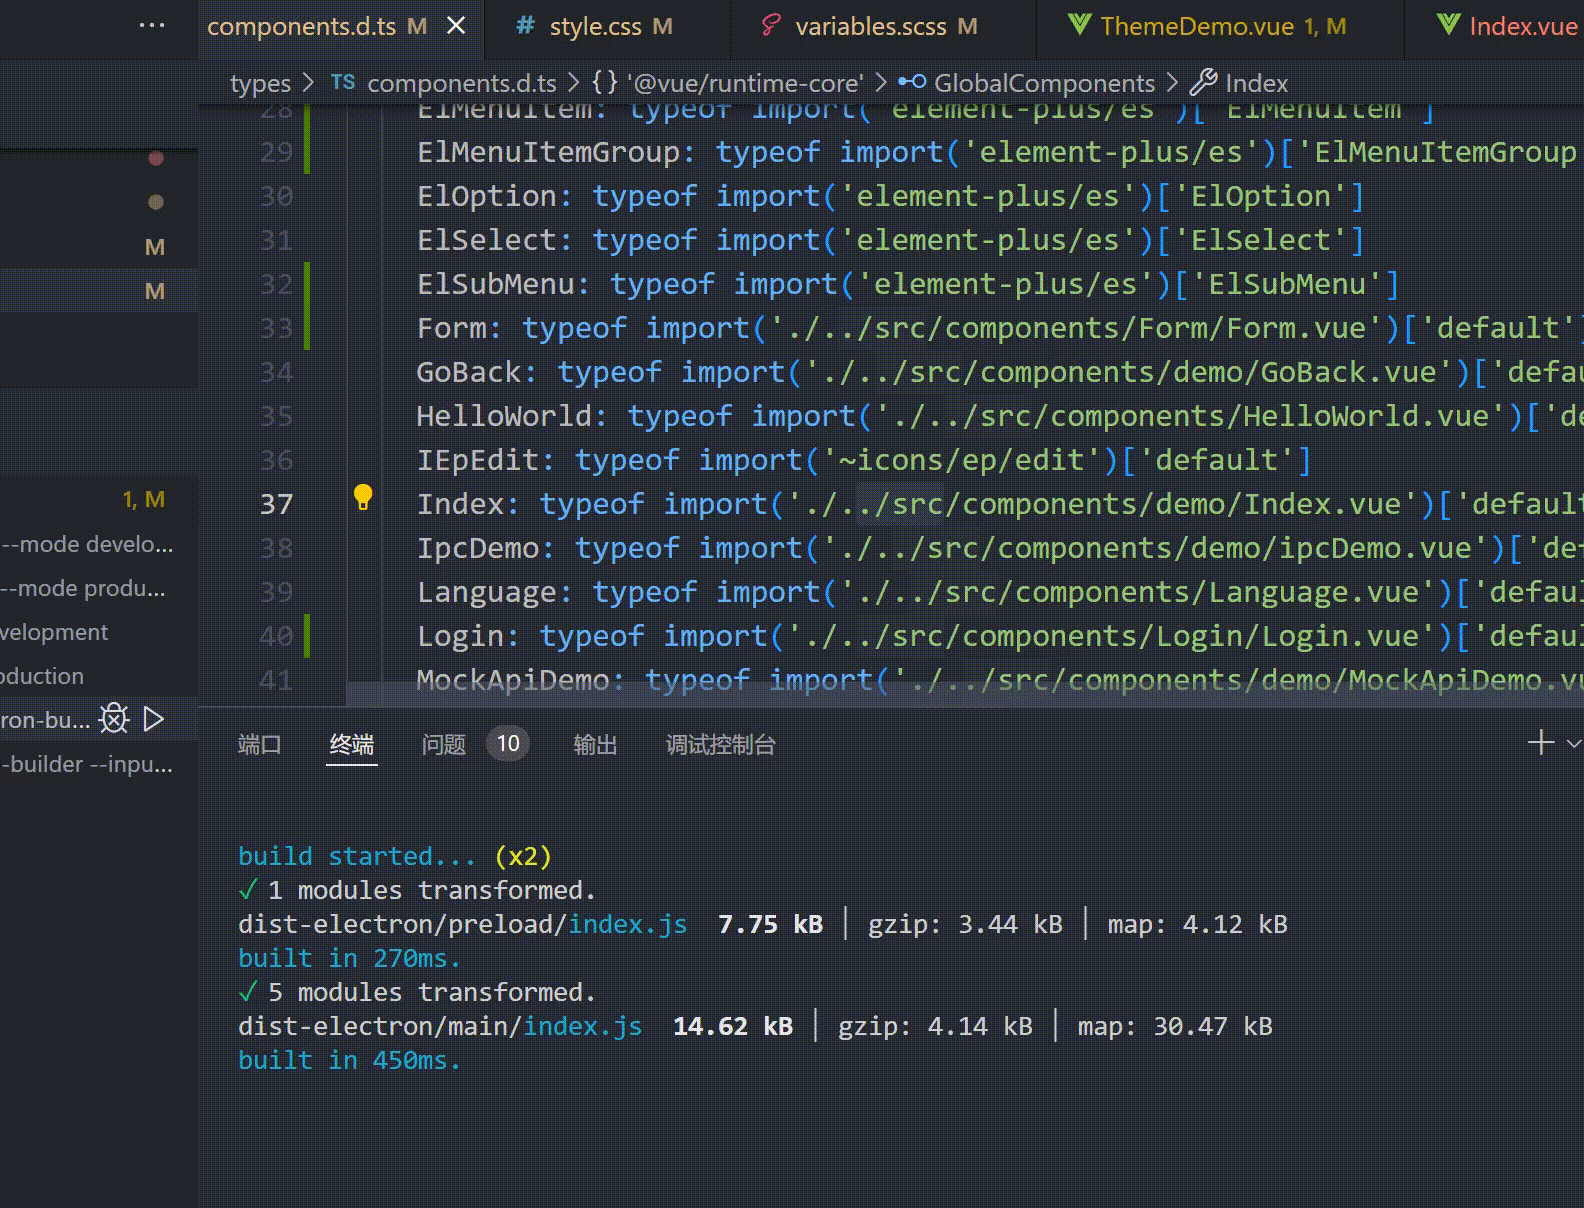 components.d.ts M
# style.css M
variables.scss M
ThemeDemo.vue 1, M
Index.vue
types > TS components.d.ts > {} '@vue/runtime-core' > GlobalComponents > Index
28 ElMenuItem: typeof import('element-plus/es')['ElMenuItem']
29 ElMenuItemGroup: typeof import('element-plus/es')['ElMenuItemGroup
30 ElOption: typeof import('element-plus/es')['ElOption']
31 ElSelect: typeof import('element-plus/es')['ElSelect']
32 ElSubMenu: typeof import('element-plus/es')['ElSubMenu']
33 Form: typeof import('./../src/components/Form/Form.vue')['default']
34 GoBack: typeof import('./../src/components/demo/GoBack.vue')['defau
35 HelloWorld: typeof import('./../src/components/HelloWorld.vue')['de
36 IEpEdit: typeof import('~icons/ep/edit')['default']
37 Index: typeof import('./../src/components/demo/Index.vue')['default
38 IpcDemo: typeof import('./../src/components/demo/ipcDemo.vue')['def
39 Language: typeof import('./../src/components/Language.vue')['defaul
40 Login: typeof import('./../src/components/Login/Login.vue')['defaul
41 MockApiDemo: typeof import('./../src/components/demo/MockApiDemo.vu
M
M
1, M
--mode develo...
--mode produ...
velopment
oduction
ron-bu...
-builder --inpu...
端口 终端 问题 10 输出 调试控制台
build started... (x2)
✓ 1 modules transformed.
dist-electron/preload/index.js 7.75 kB │ gzip: 3.44 kB │ map: 4.12 kB
built in 270ms.
✓ 5 modules transformed.
dist-electron/main/index.js 14.62 kB │ gzip: 4.14 kB │ map: 30.47 kB
built in 450ms.